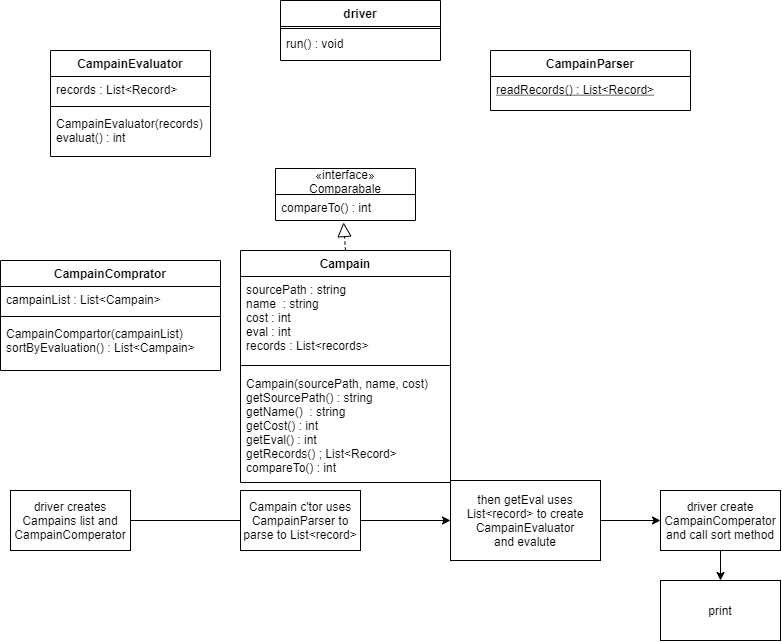 driver
run() : void
CampainEvaluator
records : List<Record>
CampainEvaluator(records)
evaluat() : int
CampainParser
readRecords() : List<Record>
«interface»
Comparabale
compareTo() : int
CampainComprator
campainList : List<Campain>
CampainCompartor(campainList)
sortByEvaluation() : List<Campain>
Campain
sourcePath : string
name : string
cost : int
eval : int
records : List<records>
Campain(sourcePath, name, cost)
getSourcePath() : string
getName() : string
getCost() : int
getEval() : int
getRecords() ; List<Record>
compareTo() : int
driver creates
Campains list and
CampainComperator
Campain c'tor uses
CampainParser to
parse to List<record>
then getEval uses
List<record> to create
CampainEvaluator
and evalute
driver create
CampainComperator
and call sort method
print